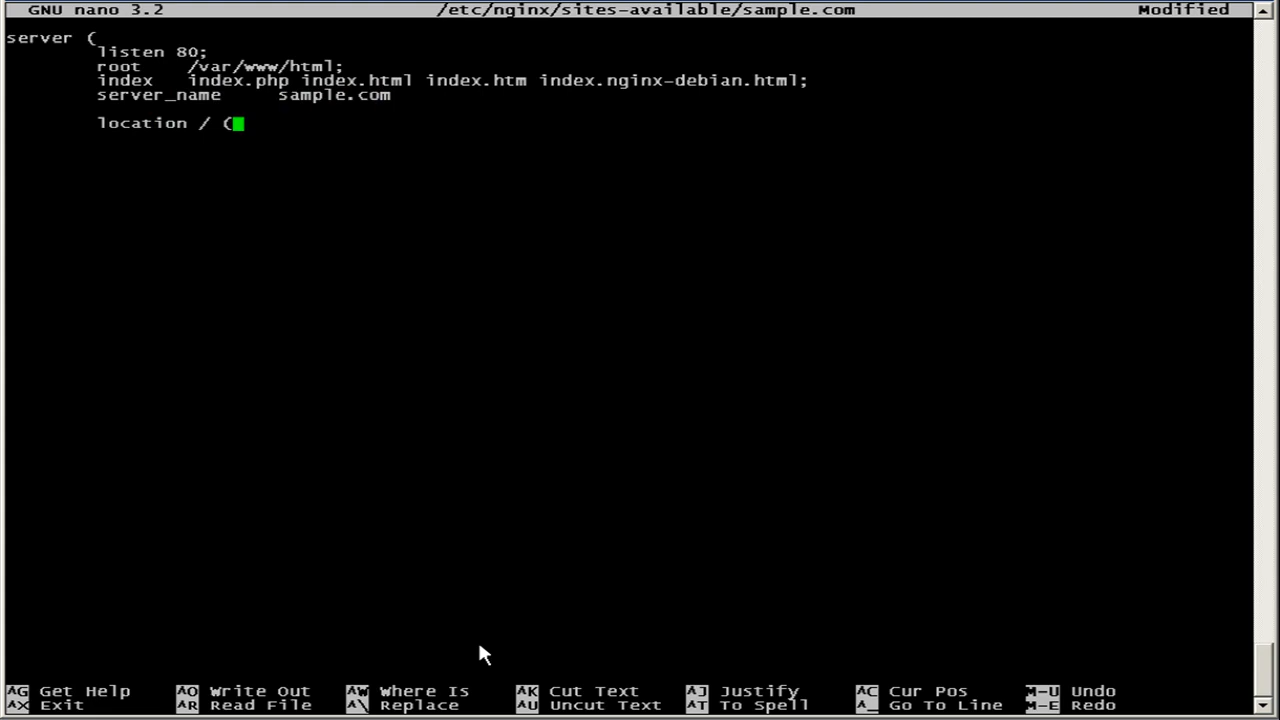 GNU nano 3.2 /etc/nginx/sites-available/sample.com Modified
server (
listen 80;
root /var/www/html;
index index.php index.html index.htm index.nginx-debian.html;
server_name sample.com
location / (
^G Get Help ^O Write Out ^W Where Is ^K Cut Text ^J Justify ^C Cur Pos M-U Undo
^X Exit ^R Read File ^\ Replace ^U Uncut Text ^T To Spell ^_ Go To Line M-E Redo